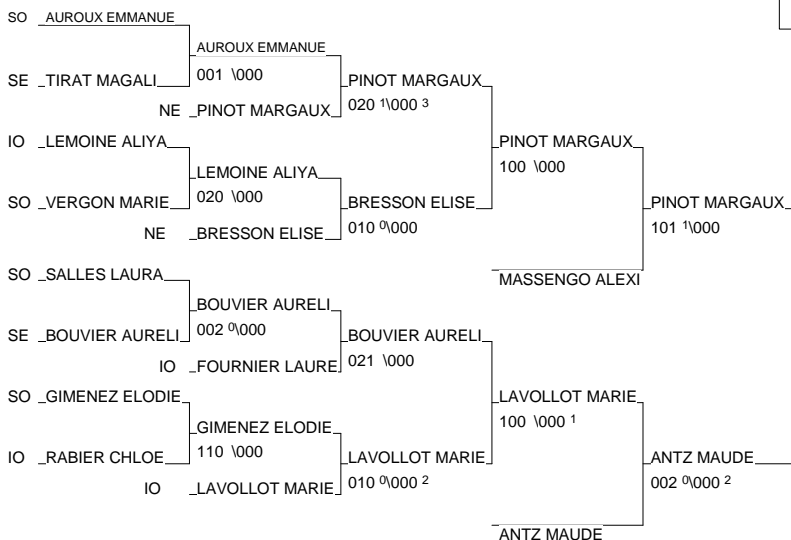 SO AUROUX EMMANUE
AUROUX EMMANUE
001 \000
SE TIRAT MAGALI
PINOT MARGAUX
020 1\000 3
NE PINOT MARGAUX
IO LEMOINE ALIYA
PINOT MARGAUX
100 \000
LEMOINE ALIYA
020 \000
SO VERGON MARIE
BRESSON ELISE
010 0\000
PINOT MARGAUX
101 1\000
NE BRESSON ELISE
SO SALLES LAURA
MASSENGO ALEXI
BOUVIER AURELI
002 0\000
SE BOUVIER AURELI
BOUVIER AURELI
021 \000
IO FOURNIER LAURE
SO GIMENEZ ELODIE
LAVOLLOT MARIE
100 \000 1
GIMENEZ ELODIE
110 \000
IO RABIER CHLOE
LAVOLLOT MARIE
010 0\000 2
ANTZ MAUDE
002 0\000 2
IO LAVOLLOT MARIE
ANTZ MAUDE